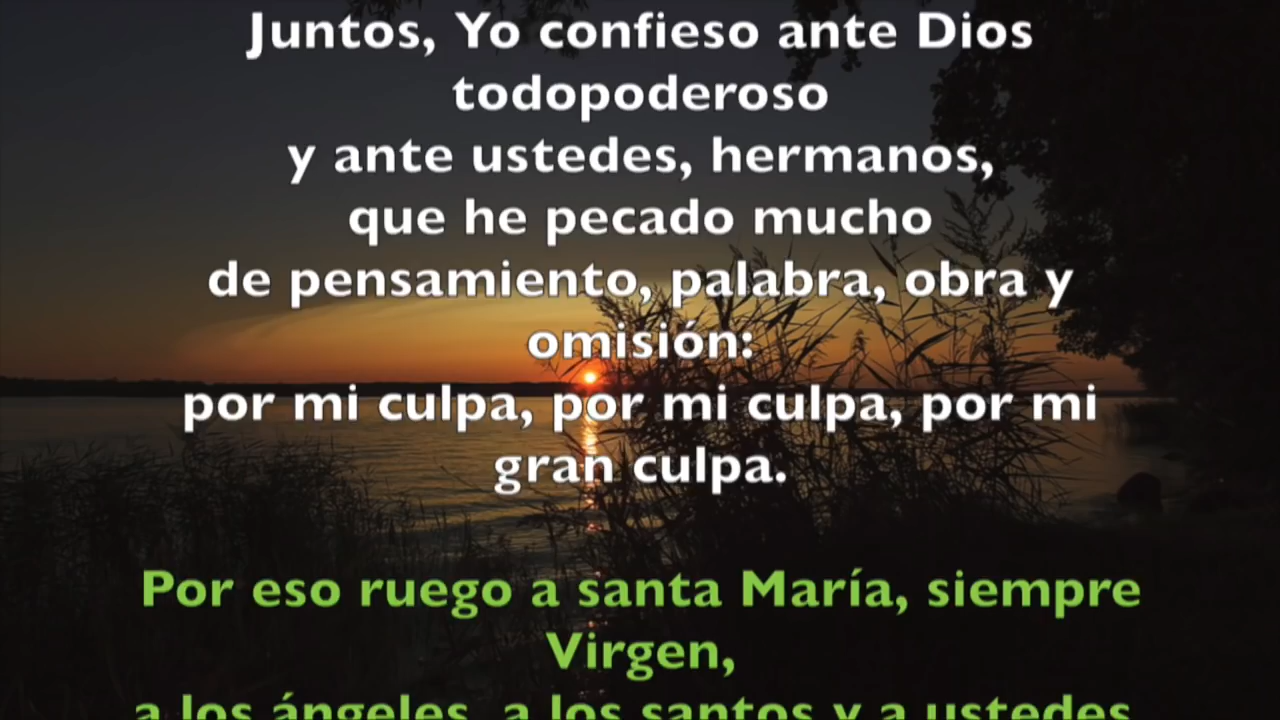 Juntos, Yo confieso ante Dios
todopoderoso
y ante ustedes, hermanos,
que he pecado mucho
de pensamiento, palabra, obra y
omisión:
por mi culpa, por mi culpa, por mi
gran culpa.
Por eso ruego a santa María, siempre
Virgen,
a los ángeles, a los santos y a ustedes